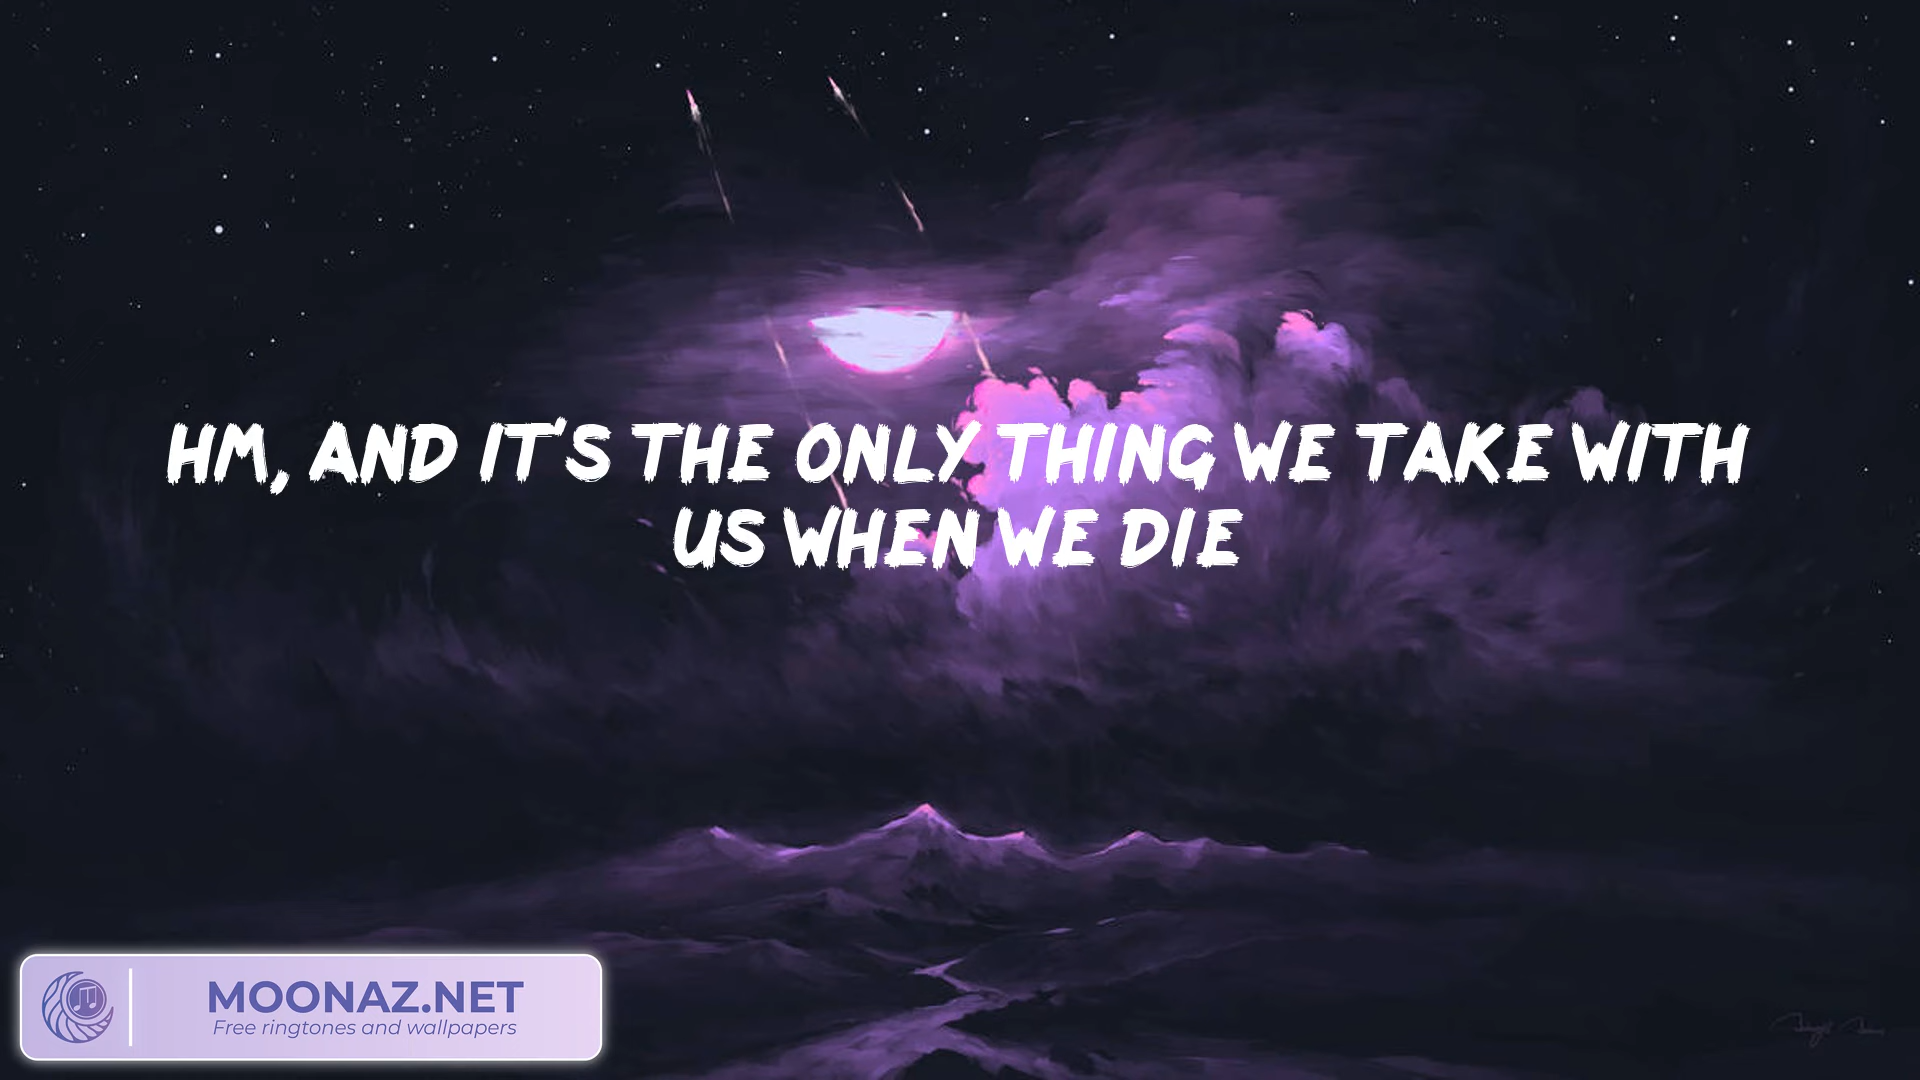 HM, AND IT'S THE ONLY THING WE TAKE WITH
US WHEN WE DIE
MOONAZ.NET
Free ringtones and wallpapers